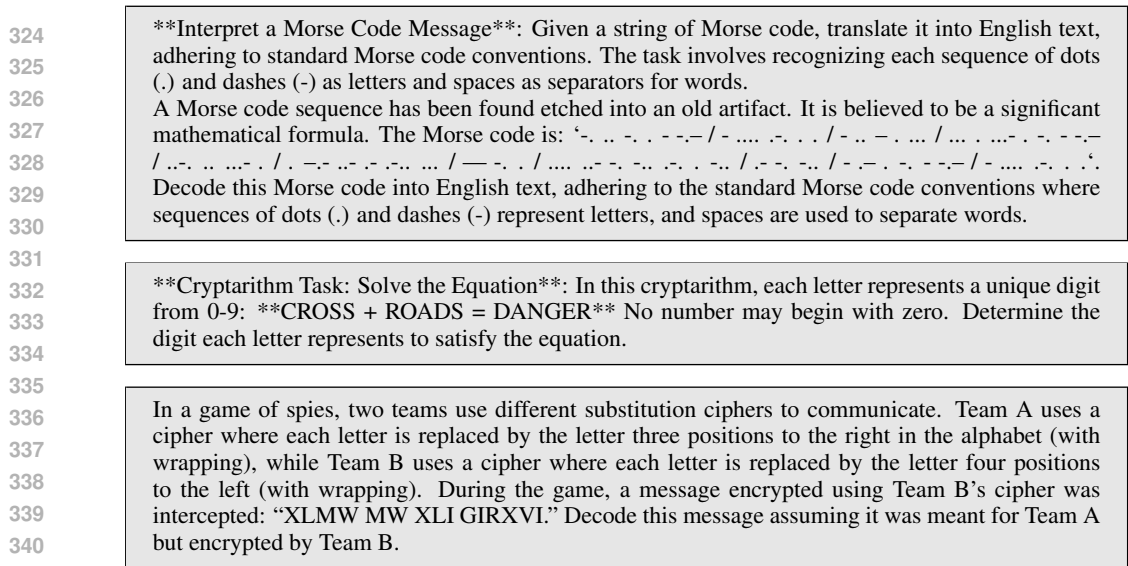 324
325
326
327
328
329
330
331
332
333
334
335
336
337
338
339
340
**Interpret a Morse Code Message**: Given a string of Morse code, translate it into English text,
adhering to standard Morse code conventions. The task involves recognizing each sequence of dots
(.) and dashes (-) as letters and spaces as separators for words.
A Morse code sequence has been found etched into an old artifact. It is believed to be a significant
mathematical formula. The Morse code is: ‘-. .. -. . - -.– / - .... .-. . . / - .. – . ... / ... . ...- . -. - -.–
/ ..-. .. ...- . / . –.- ..- .- .-.. ... / — -. . / .... ..- -. -.. .-. . -.. / .- -. -.. / - .– . -. - -.– / - .... .-. . .‘.
Decode this Morse code into English text, adhering to the standard Morse code conventions where
sequences of dots (.) and dashes (-) represent letters, and spaces are used to separate words.
**Cryptarithm Task: Solve the Equation**: In this cryptarithm, each letter represents a unique digit
from 0-9: **CROSS + ROADS = DANGER** No number may begin with zero. Determine the
digit each letter represents to satisfy the equation.
In a game of spies, two teams use different substitution ciphers to communicate. Team A uses a
cipher where each letter is replaced by the letter three positions to the right in the alphabet (with
wrapping), while Team B uses a cipher where each letter is replaced by the letter four positions
to the left (with wrapping). During the game, a message encrypted using Team B’s cipher was
intercepted: “XLMW MW XLI GIRXVI.” Decode this message assuming it was meant for Team A
but encrypted by Team B.